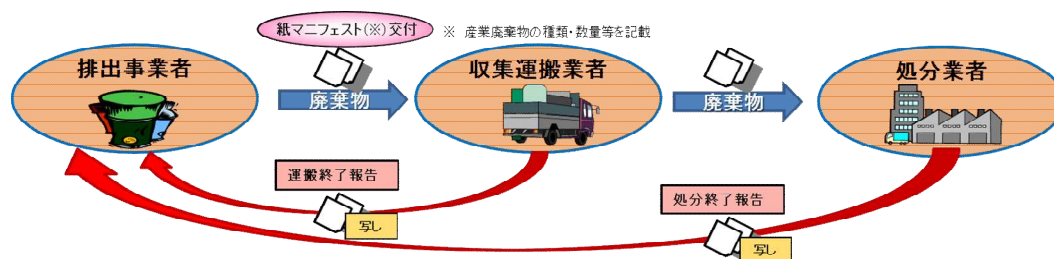 紙マニフェスト(※)交付
※ 産業廃棄物の種類・数量等を記載
排出事業者
収集運搬業者
処分業者
廃棄物
廃棄物
運搬終了報告
写し
処分終了報告
写し